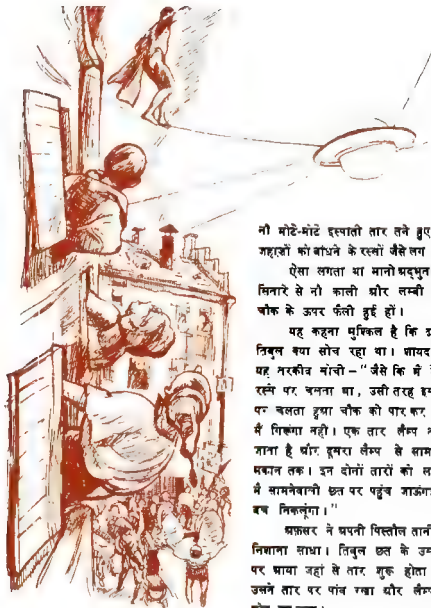 नौ मोटे-मोटे इस्पाती तार तने हुए
जहाज़ों को बांधने के रस्सों जैसे लग
ऐसा लगता था मानो अद्भुत
सितारे से नौ काली और लम्बी
चौक के ऊपर फैली हुई हों।
यह कहना मुश्किल है कि
तिबुल क्या सोच रहा था। शायद
यह तरकीब सोची – "जैसे कि मैं
रस्से पर चलता था, उसी तरह
पर चलता हुआ चौक को पार कर
मैं गिरूंगा नहीं। एक तार लैम्प
जाता है और दूसरा लैम्प से साम
मकान तक। इन दोनों तारों को
मैं सामनेवाली छत पर पहुंच जाऊंगा
बच निकलूंगा।"
अफ़सर ने अपनी पिस्तौल तानी
निशाना साधा। तिबुल छत के उस
पर आया जहां से तार शुरू होता
उसने तार पर पांव रखा और लैम्प